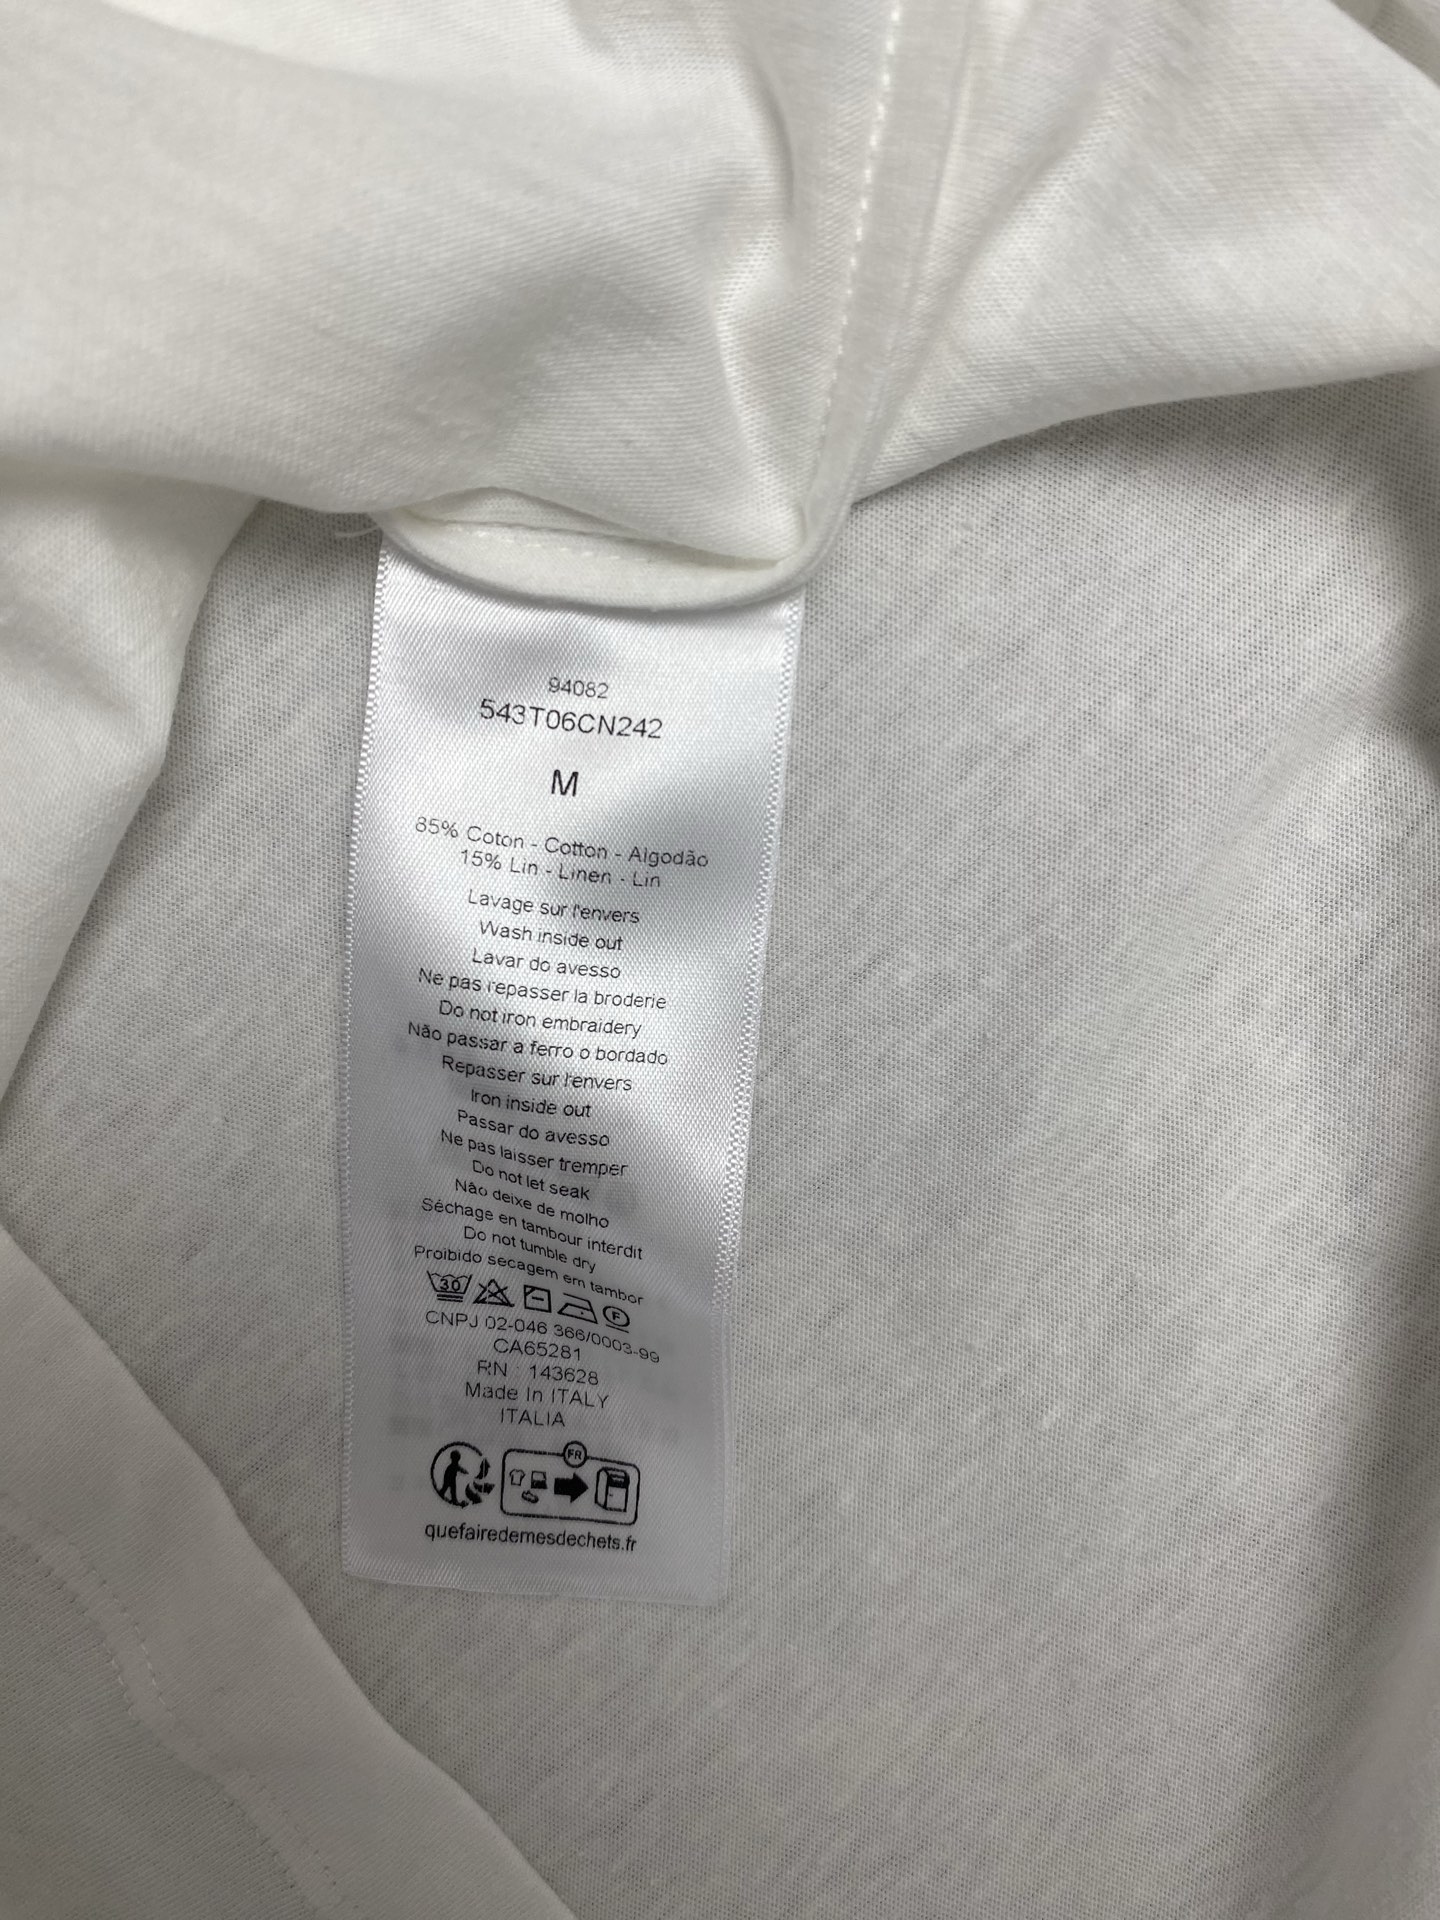 94082
543T06CN242
M
85% Coton - Cotton - Algodão
15% Lin - Linen - Lin
Lavage sur l'envers
Wash inside out
Lavar do avesso
Ne pas repasser la broderie
Do not iron embraidery
Não passar a ferro o bordado
Repasser sur l'envers
Iron inside out
Passar do avesso
Ne pas laisser tremper
Do not let seak
Não deixe de molho
Séchage en tambour interdit
Do not tumble dry
Proibido secagem em tambor
30 F
CNPJ 02-046 366/0003-99
CA65281
RN : 143628
Made In ITALY
ITALIA
FR
quefairedemesdechets.fr